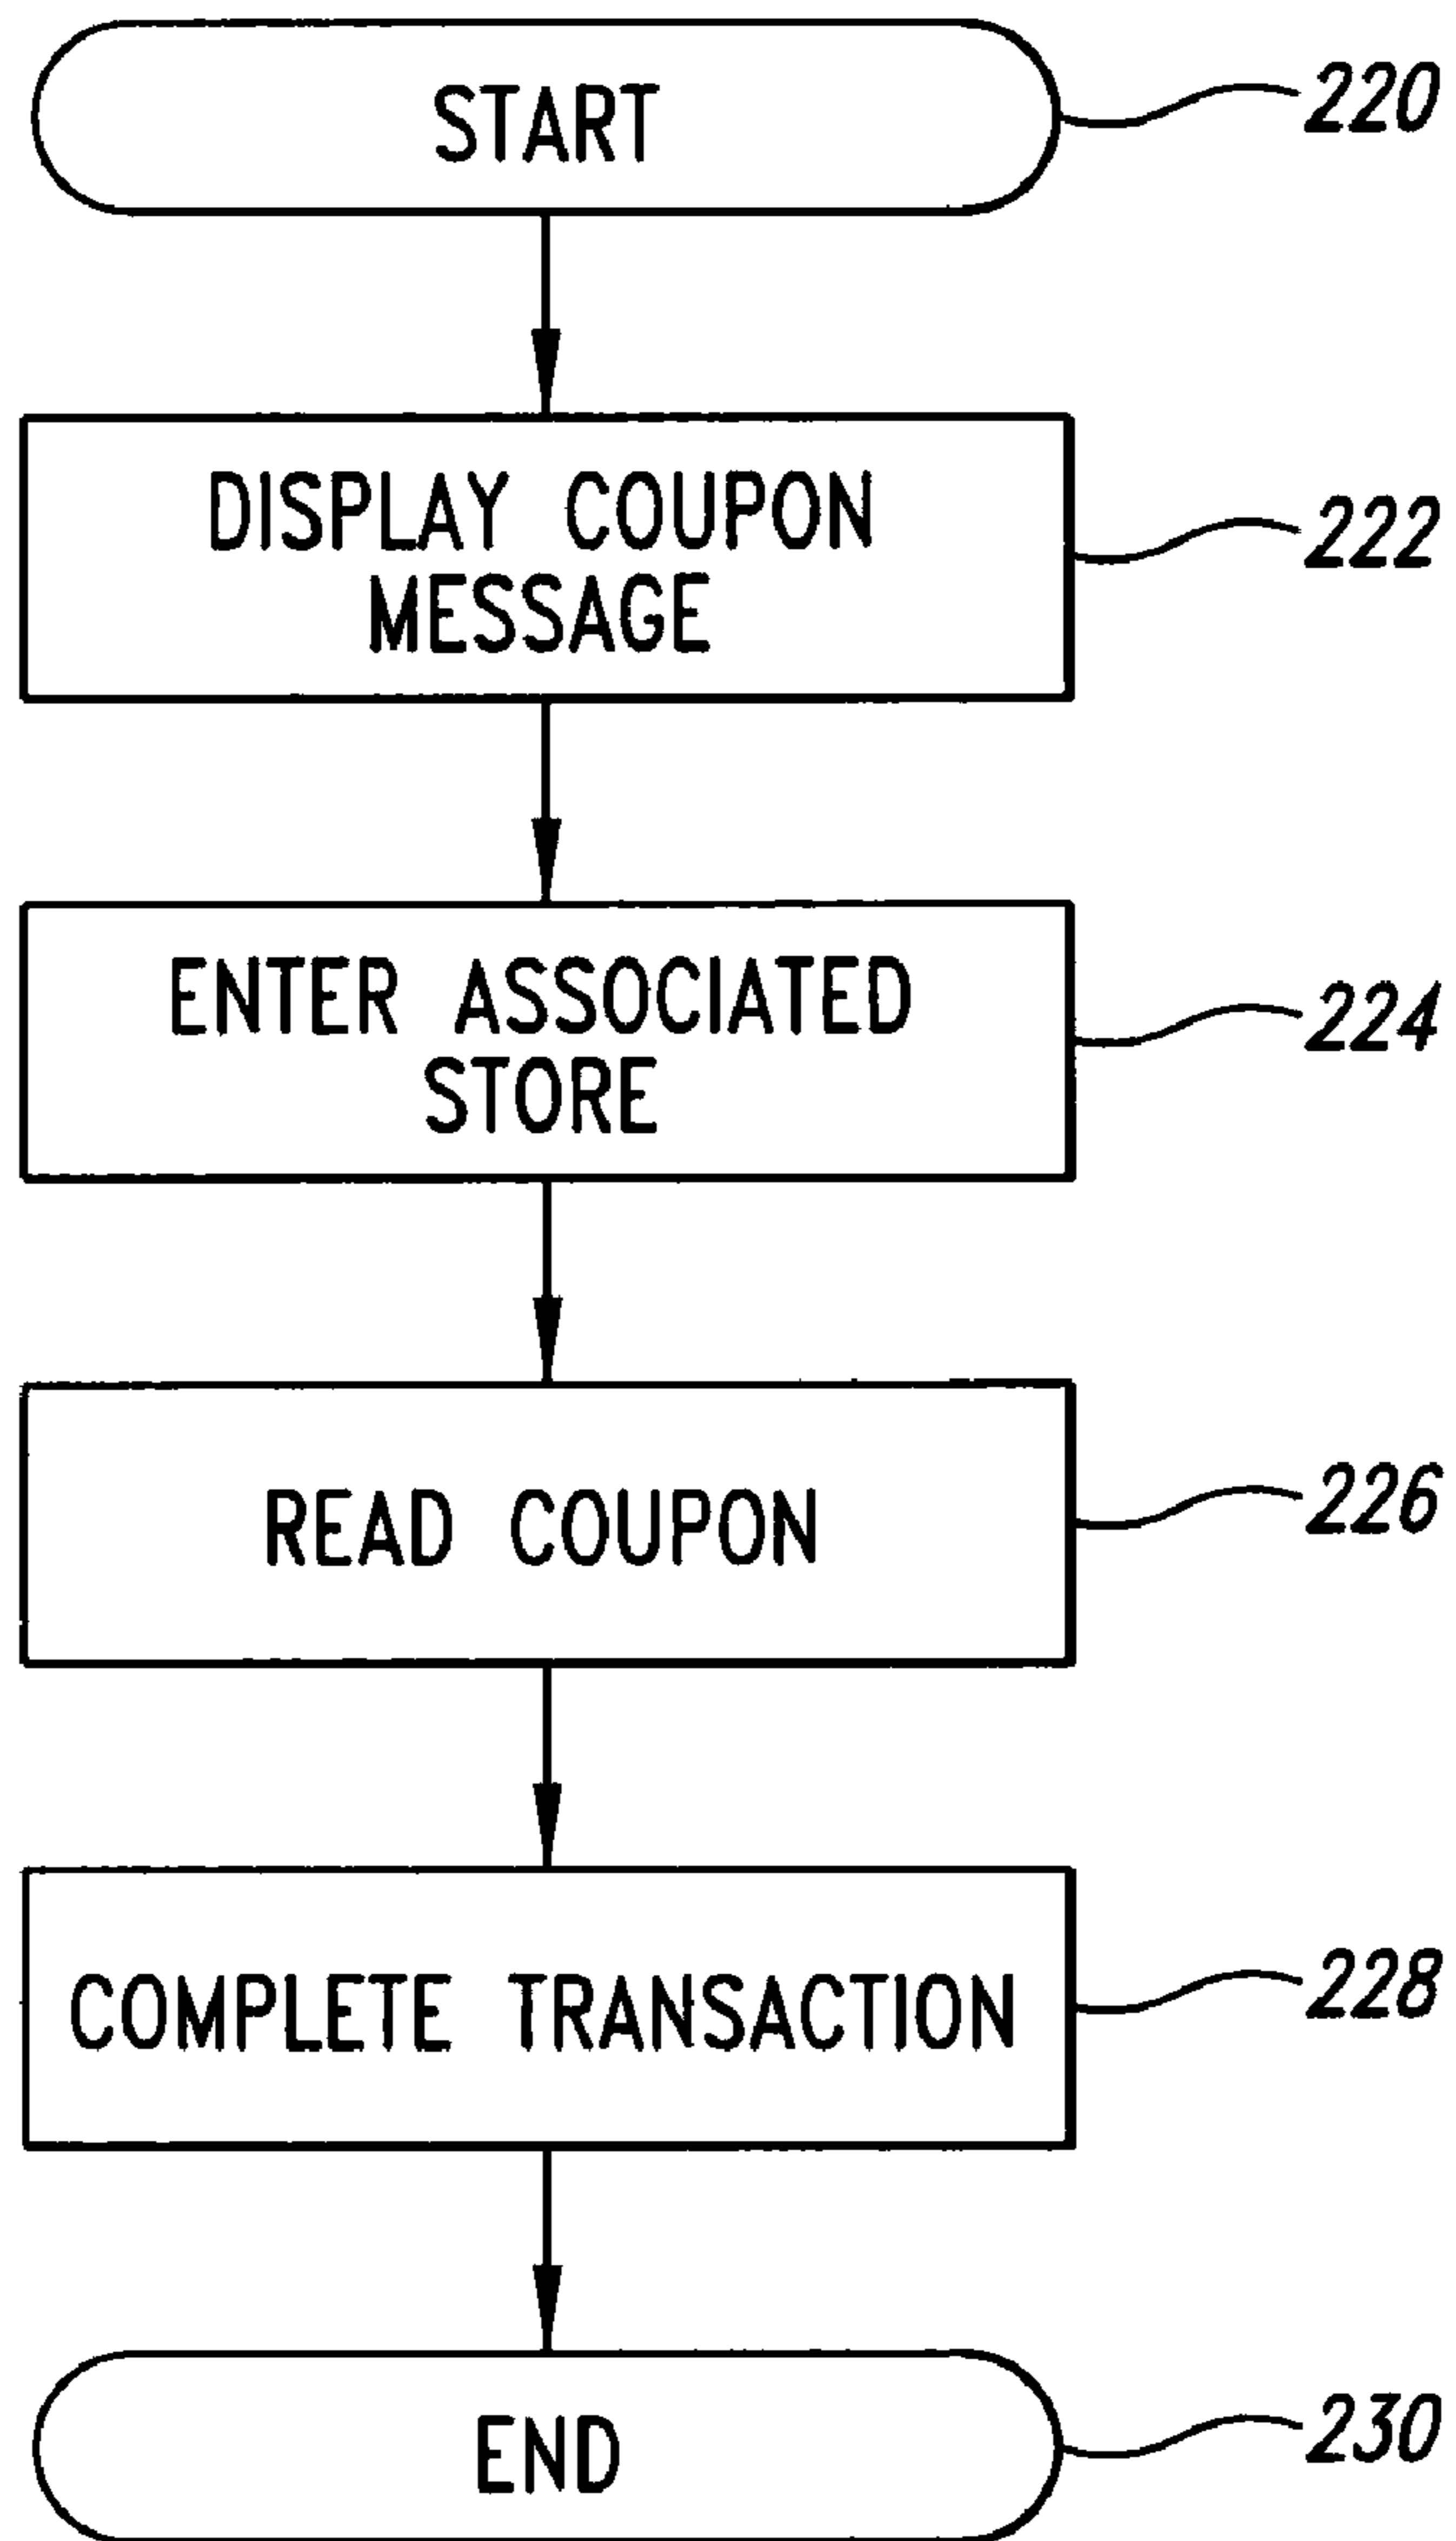 START
220
DISPLAY COUPON
MESSAGE
222
ENTER ASSOCIATED
STORE
224
READ COUPON
226
COMPLETE TRANSACTION
228
END
230